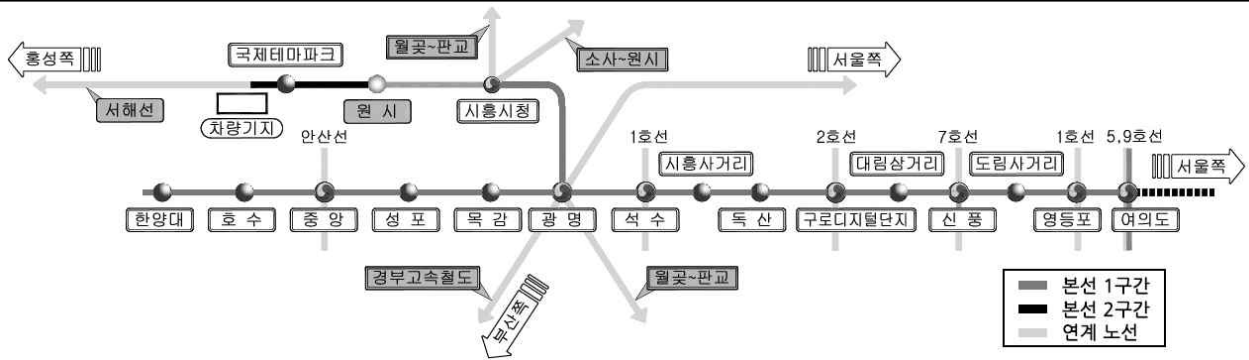 월곶~판교
소사~원시
홍성쪽
국제테마파크
서울쪽
서해선
차량기지
원 시
시흥시청
안산선
1호선
시흥사거리
2호선
대림삼거리
7호선
도림사거리
1호선
5,9호선
서울쪽
한양대
호 수
중 앙
성 포
목 감
광 명
석 수
독 산
구로디지털단지
신 풍
영등포
여의도
경부고속철도
월곶~판교
부산쪽
본선 1구간
본선 2구간
연계 노선